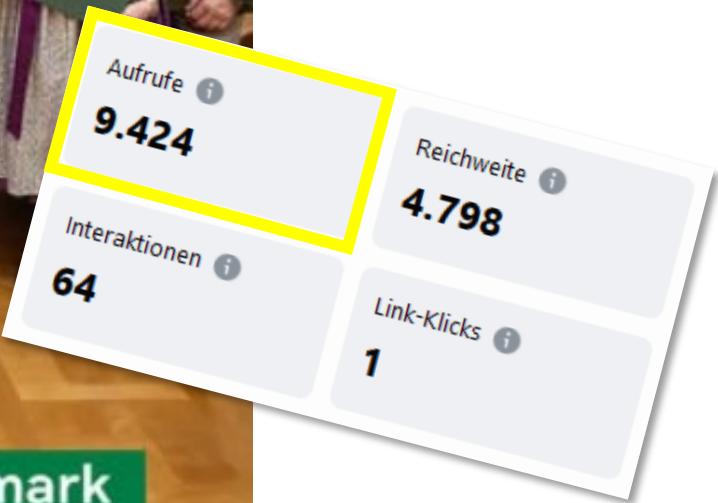 Aufrufe
9.424
Reichweite
4.798
Interaktionen
64
Link-Klicks
1
mark